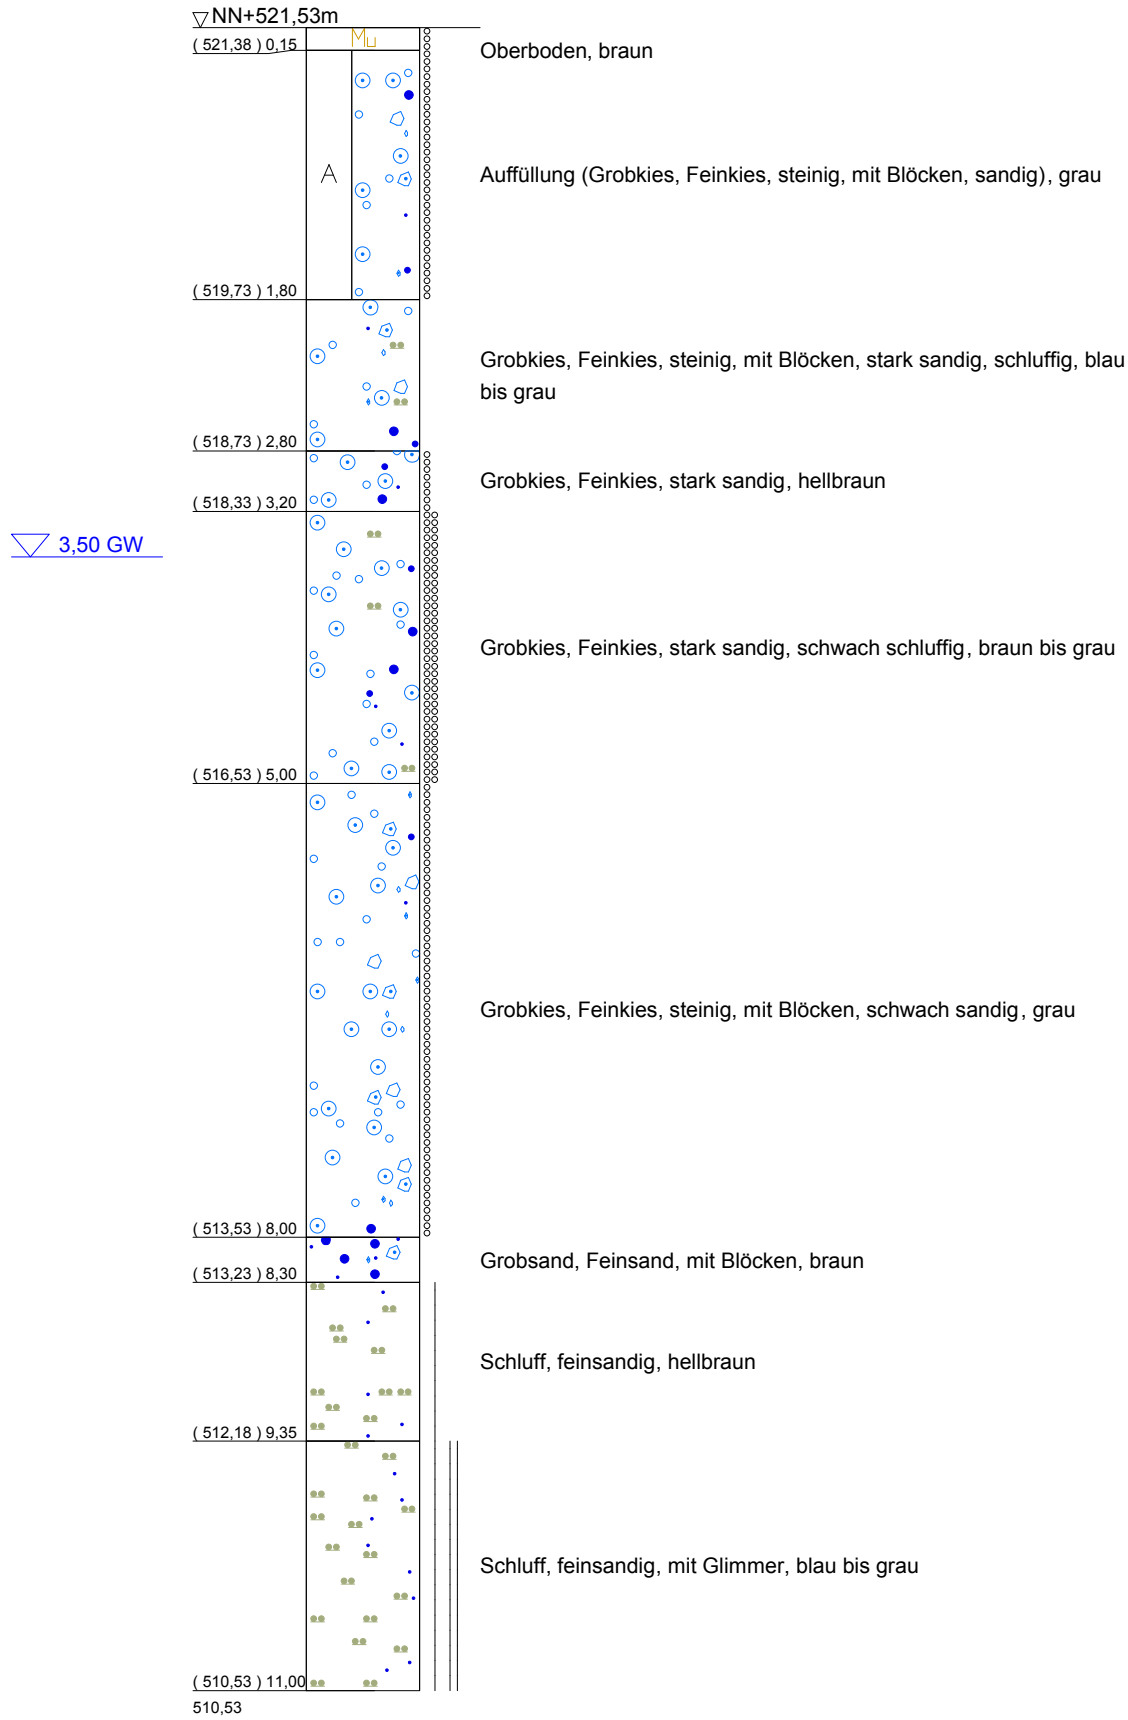 NN+521,53m
Mu
( 521,38 ) 0,15
Oberboden, braun
A
Auffüllung (Grobkies, Feinkies, steinig, mit Blöcken, sandig), grau
( 519,73 ) 1,80
Grobkies, Feinkies, steinig, mit Blöcken, stark sandig, schluffig, blau
bis grau
( 518,73 ) 2,80
Grobkies, Feinkies, stark sandig, hellbraun
( 518,33 ) 3,20
3,50 GW
Grobkies, Feinkies, stark sandig, schwach schluffig, braun bis grau
( 516,53 ) 5,00
Grobkies, Feinkies, steinig, mit Blöcken, schwach sandig, grau
( 513,53 ) 8,00
Grobsand, Feinsand, mit Blöcken, braun
( 513,23 ) 8,30
Schluff, feinsandig, hellbraun
( 512,18 ) 9,35
Schluff, feinsandig, mit Glimmer, blau bis grau
( 510,53 ) 11,00
510,53